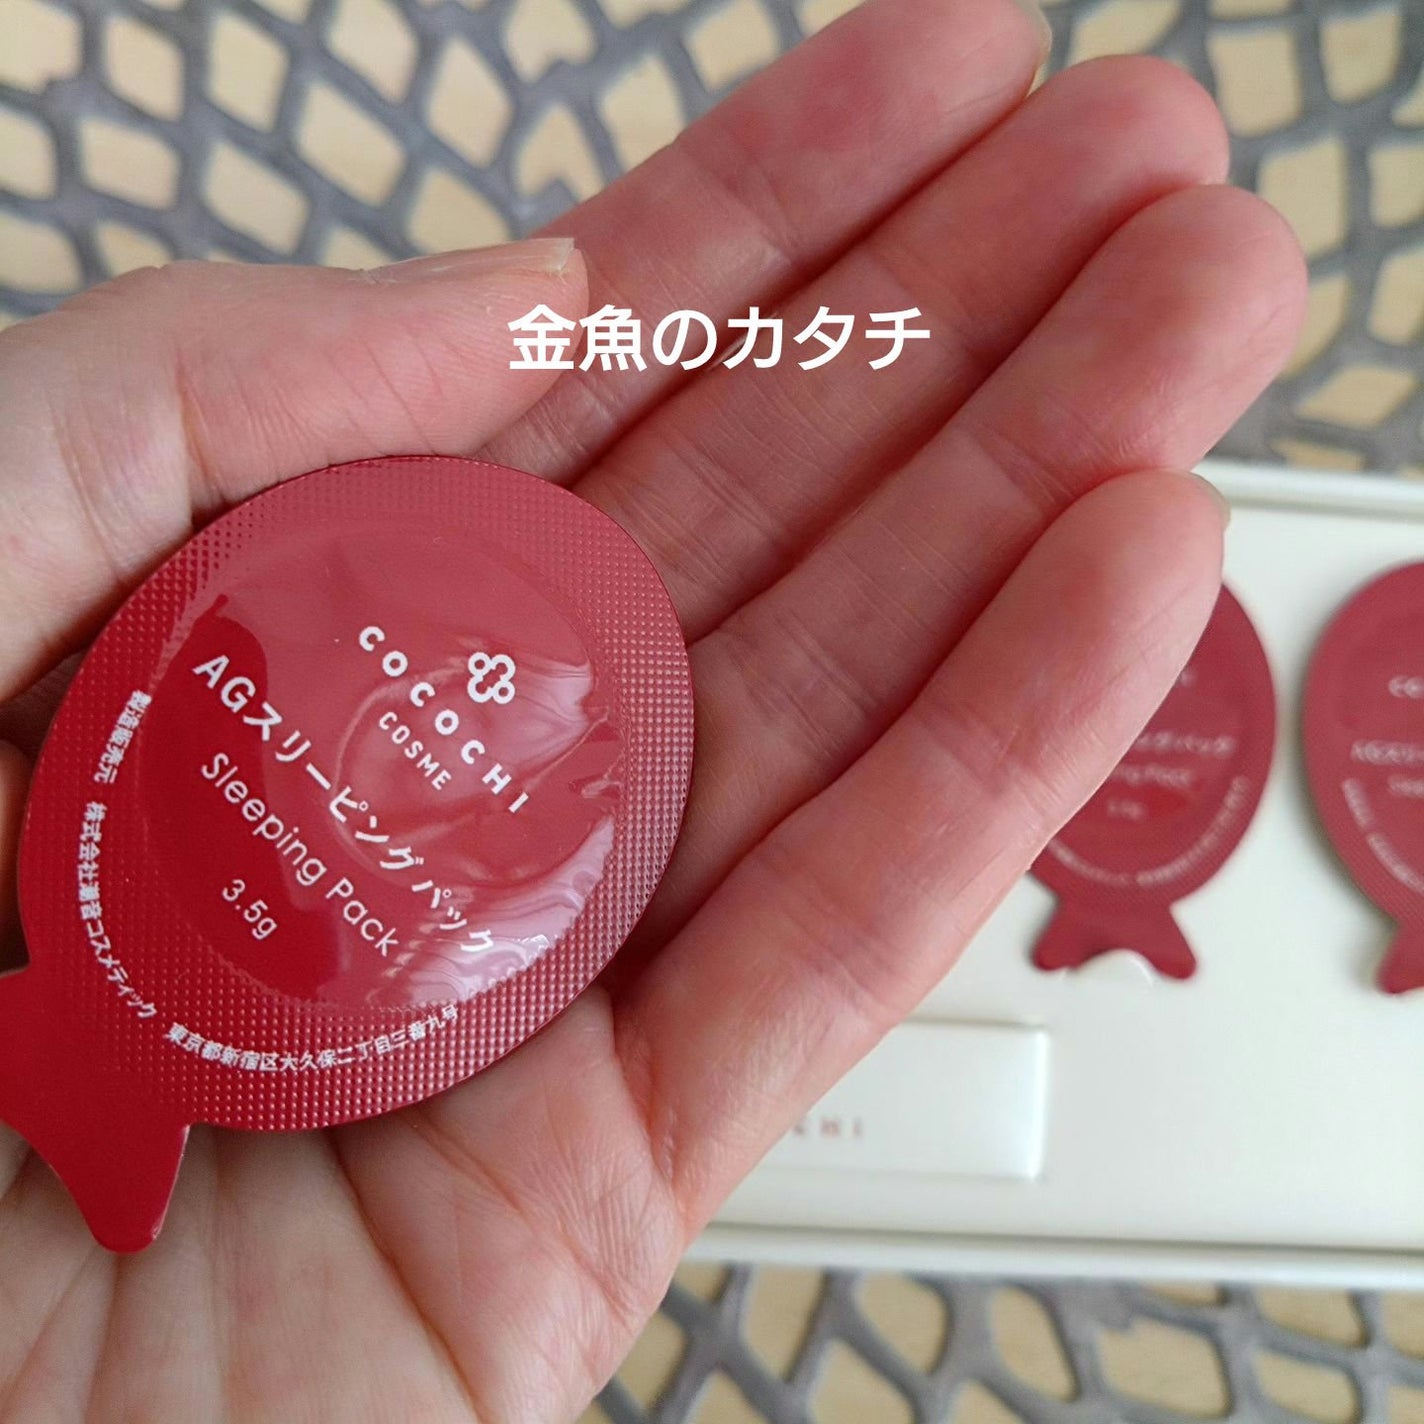 金魚のカタチ
COCOCHI
COSME
AGスリーピングパック
Sleeping Pack
3.5g
製造販売元 株式会社瀬香コスメティック 東京都新宿区大久保二丁目三番九号